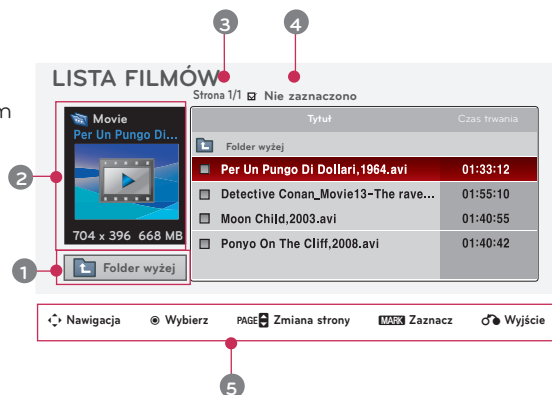 3
4
LISTA FILMÓW
Strona 1/1 Nie zaznaczono
m
Movie
Per Un Pungo Di...
704 x 396 668 MB
2
1
Folder wyżej
Tytuł Czas trwania
Folder wyżej
Per Un Pungo Di Dollari,1964.avi 01:33:12
Detective Conan_Movie13-The rave... 01:55:10
Moon Child,2003.avi 01:40:55
Ponyo On The Cliff,2008.avi 01:40:42
Nawigacja Wybierz PAGE Zmiana strony MARK Zaznacz Wyjście
5